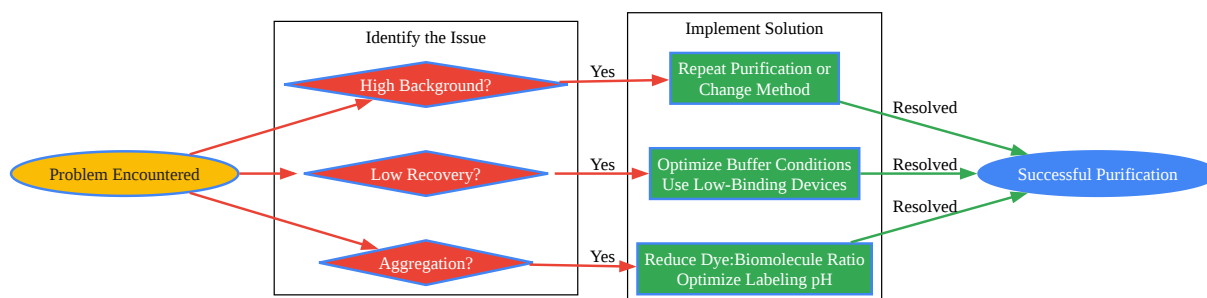 Problem Encountered
Identify the Issue
High Background?
Low Recovery?
Aggregation?
Yes
Yes
Yes
Implement Solution
Repeat Purification or
Change Method
Optimize Buffer Conditions
Use Low-Binding Devices
Reduce Dye:Biomolecule Ratio
Optimize Labeling pH
Resolved
Resolved
Resolved
Successful Purification